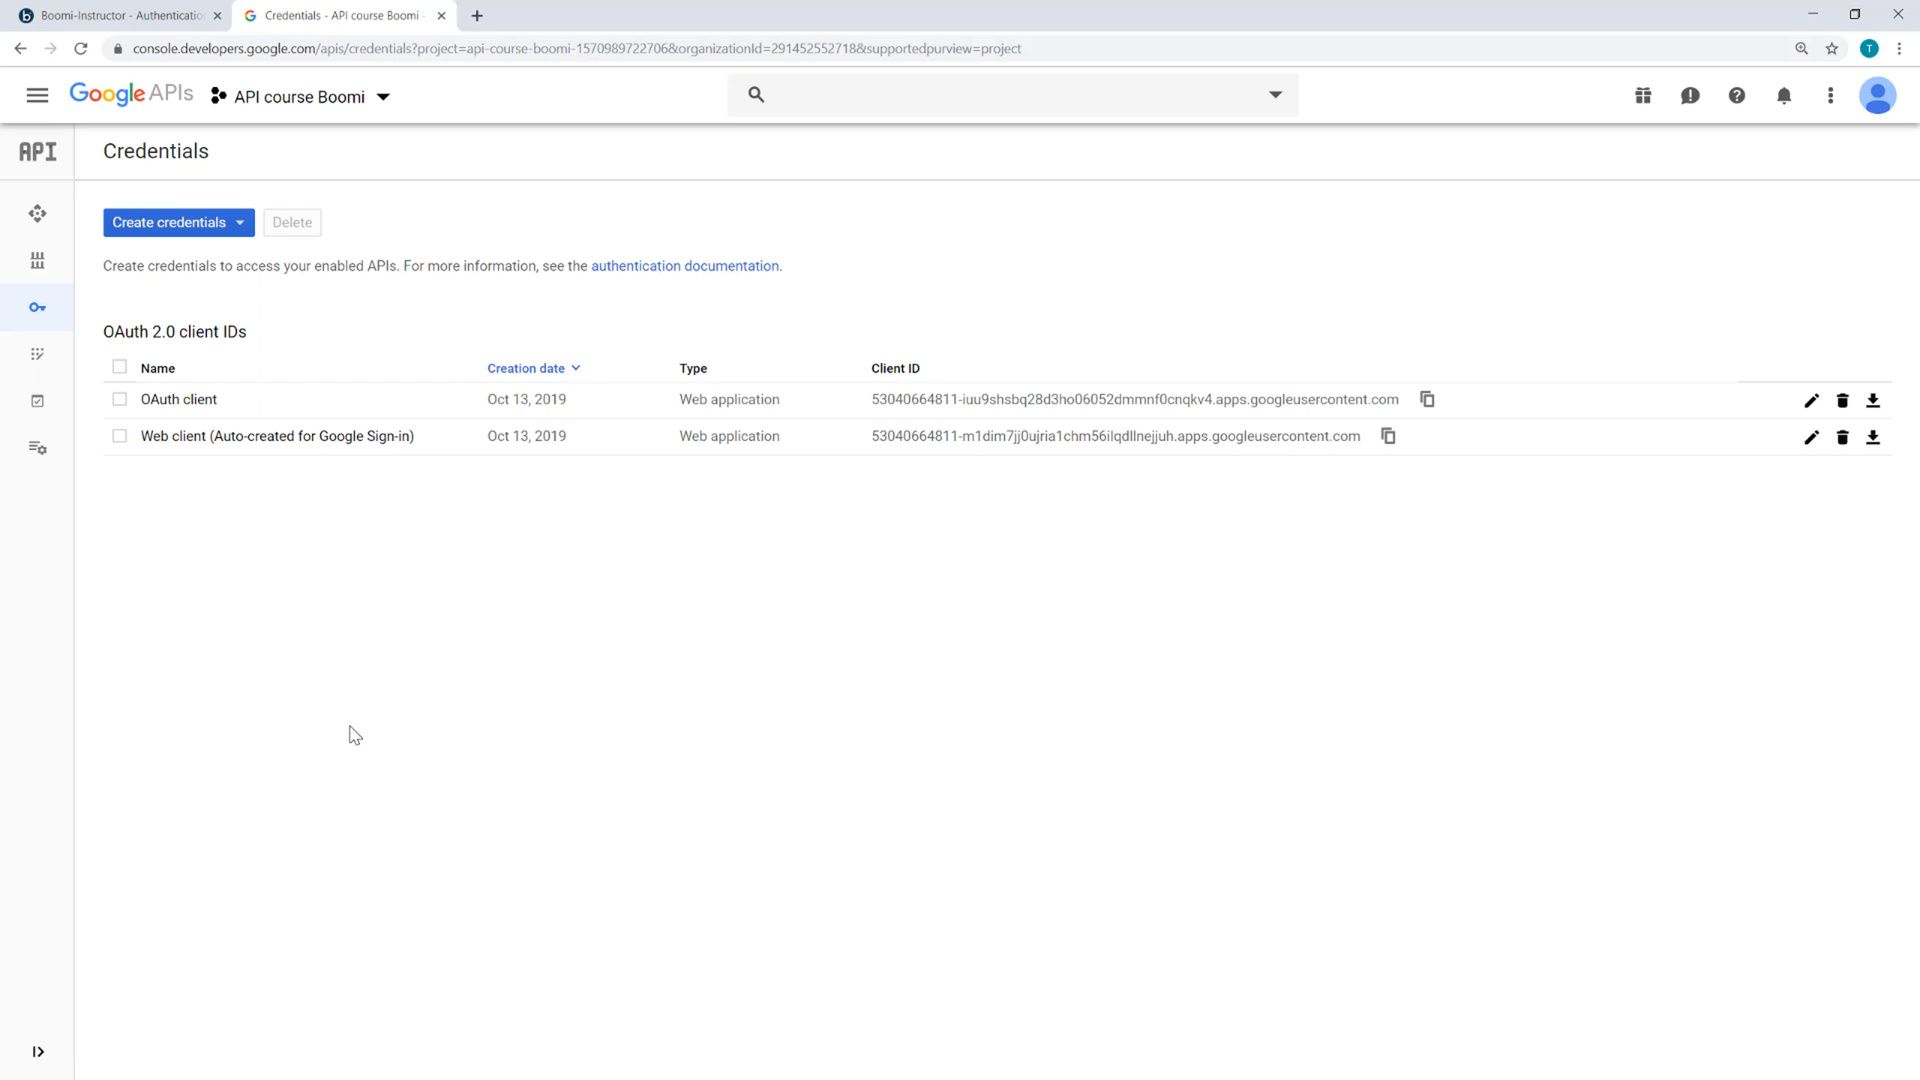 Boomi-Instructor - Authenticatio
Credentials - API course Boomi -
console.developers.google.com/apis/credentials?project=api-course-boomi-1570989722706&organizationId=291452552718&supportedpurview=project
T
Google APIs
API course Boomi
API
Credentials
Create credentials
Delete
Create credentials to access your enabled APIs. For more information, see the authentication documentation.
OAuth 2.0 client IDs
Name Creation date Type Client ID
OAuth client Oct 13, 2019 Web application 53040664811-iuu9shsbq28d3ho06052dmmnf0cnqkv4.apps.googleusercontent.com
Web client (Auto-created for Google Sign-in) Oct 13, 2019 Web application 53040664811-m1dim7jj0ujria1chm56ilqdllnejjuh.apps.googleusercontent.com